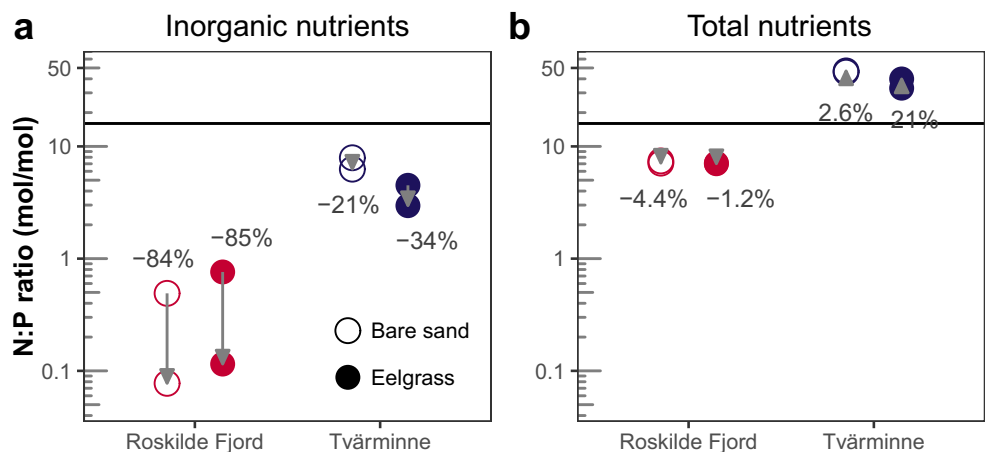 a
Inorganic nutrients
b
Total nutrients
N:P ratio (mol/mol)
50
10
1
0.1
−84%
−85%
−21%
−34%
Bare sand
Eelgrass
Roskilde Fjord
Tvärminne
50
10
1
0.1
2.6%
21%
−4.4%
−1.2%
Roskilde Fjord
Tvärminne